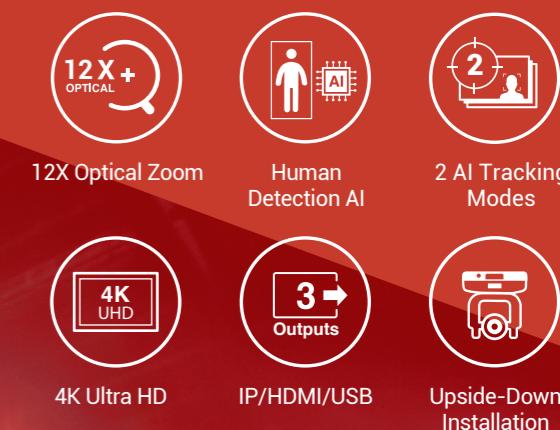 12X+
OPTICAL
AI
2
12X Optical Zoom
Human
Detection AI
2 AI Tracking
Modes
4K
UHD
3
Outputs
4K Ultra HD
IP/HDMI/USB
Upside-Down
Installation